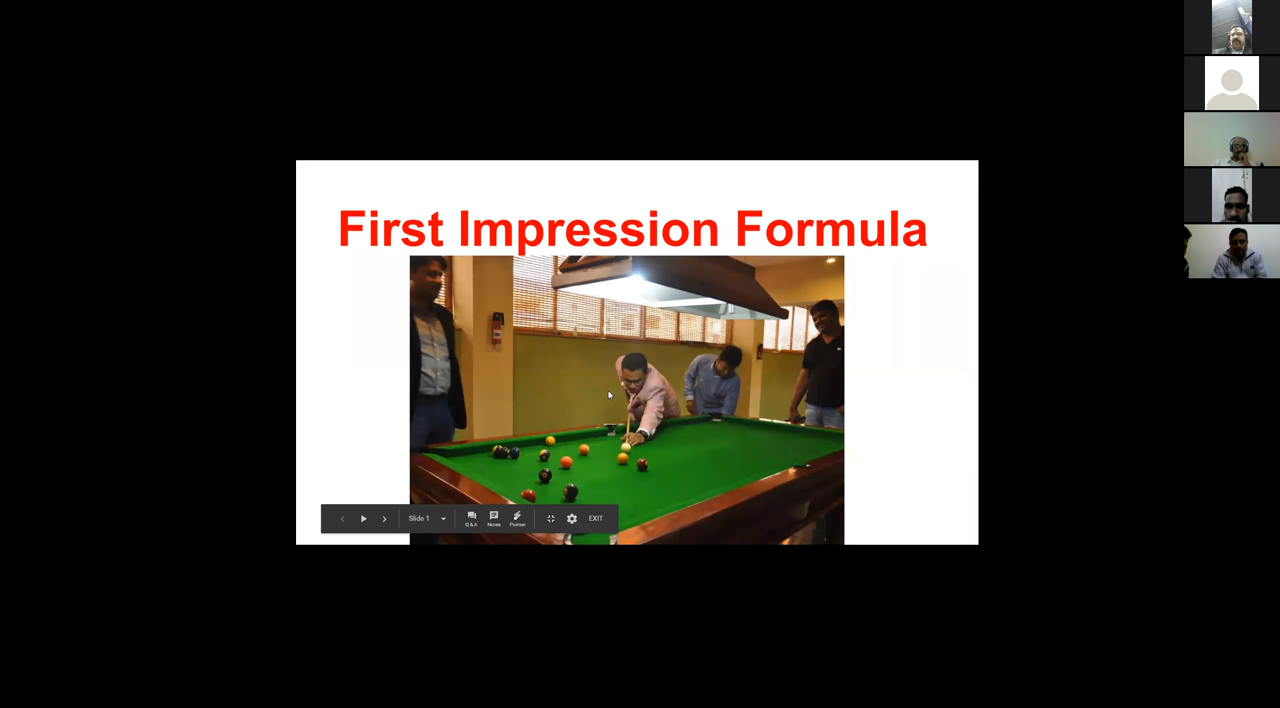 First Impression Formula
Slide 1
Q & A
Notes
Pointer
EXIT